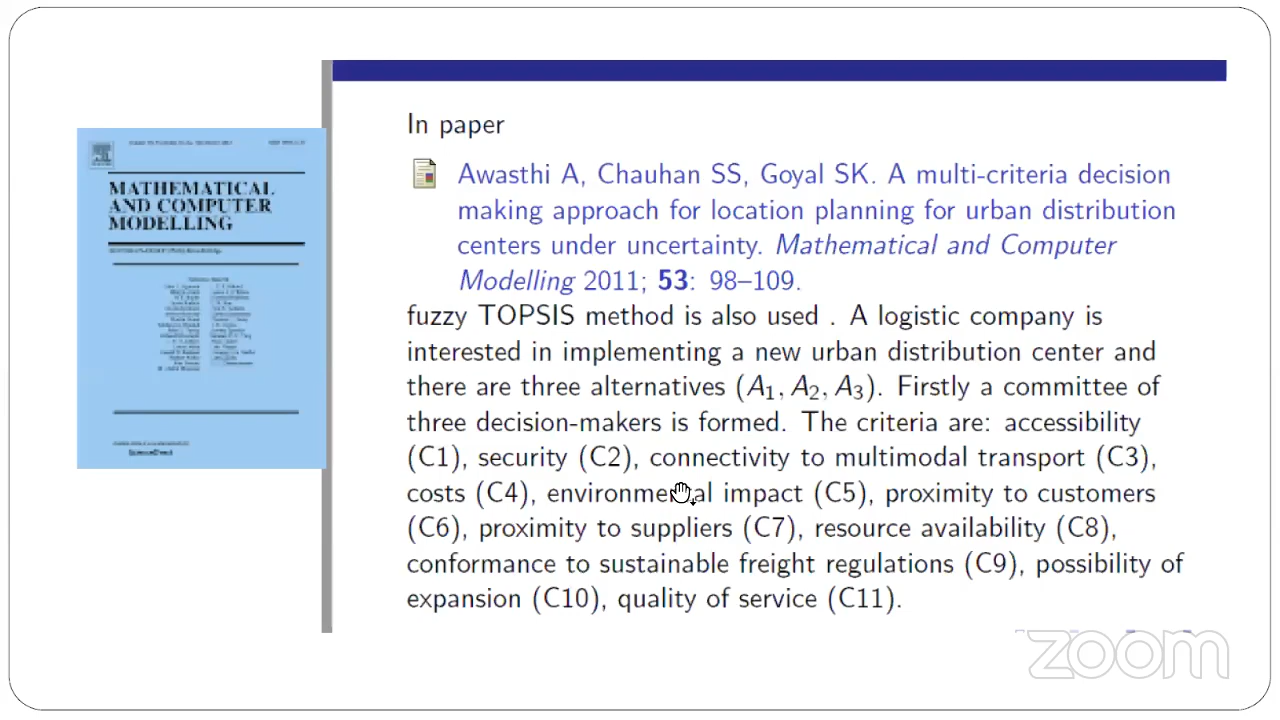 MATHEMATICAL
AND COMPUTER
MODELLING
In paper
Awasthi A, Chauhan SS, Goyal SK. A multi-criteria decision
making approach for location planning for urban distribution
centers under uncertainty. Mathematical and Computer
Modelling 2011; 53: 98–109.
fuzzy TOPSIS method is also used . A logistic company is
interested in implementing a new urban distribution center and
there are three alternatives (A₁, A₂, A₃). Firstly a committee of
three decision-makers is formed. The criteria are: accessibility
(C1), security (C2), connectivity to multimodal transport (C3),
costs (C4), environmental impact (C5), proximity to customers
(C6), proximity to suppliers (C7), resource availability (C8),
conformance to sustainable freight regulations (C9), possibility of
expansion (C10), quality of service (C11).
zoom